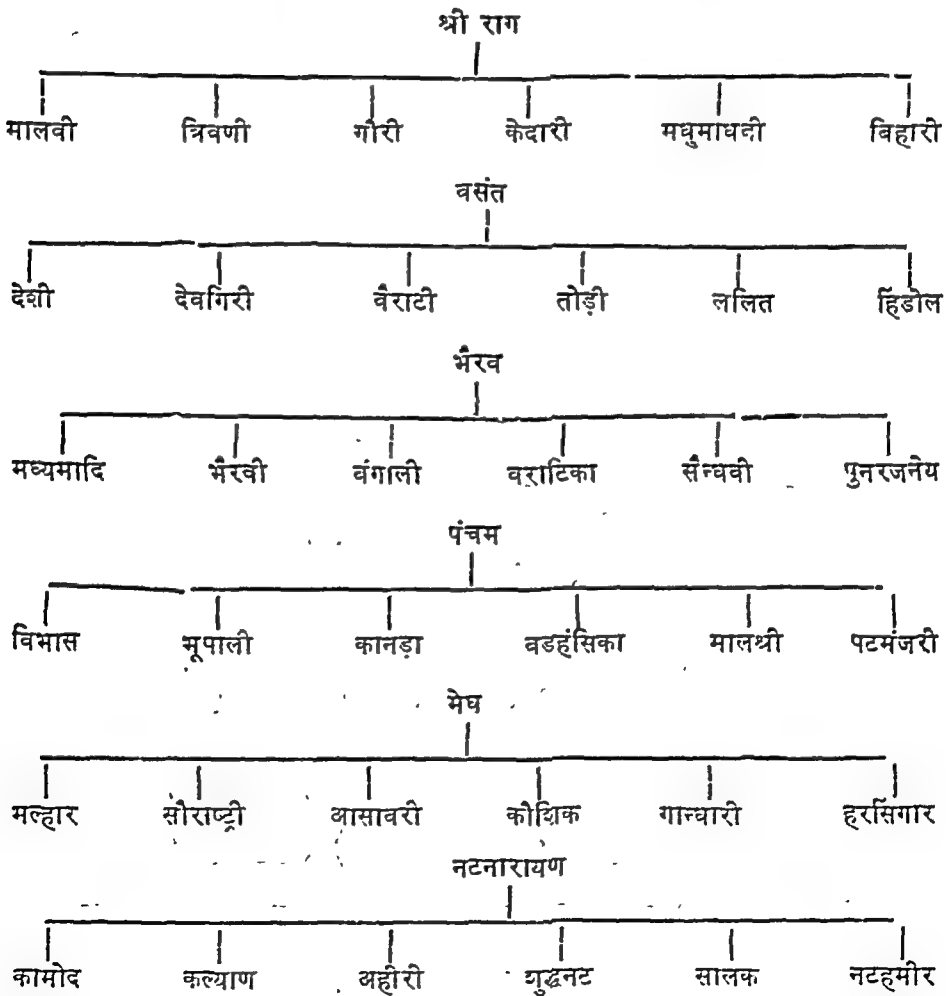 श्री राग
मालवी त्रिवणी गौरी केदारी मधुमाधवी बिहारी
वसंत
देशी देवगिरी वैराटी तोड़ी ललित हिंडोल
भैरव
मध्यमादि भैरवी बंगाली वराटिका सैन्धवी पुनरजनेय
पंचम
विभास भूपाली कानड़ा वडहंसिका मालश्री पटमंजरी
मेघ
मल्हार सौराष्ट्री आसावरी कौशिक गान्धारी हरसिंगार
नटनारायण
कामोद कल्याण अहीरी शुद्धनट सालक नटहमीर